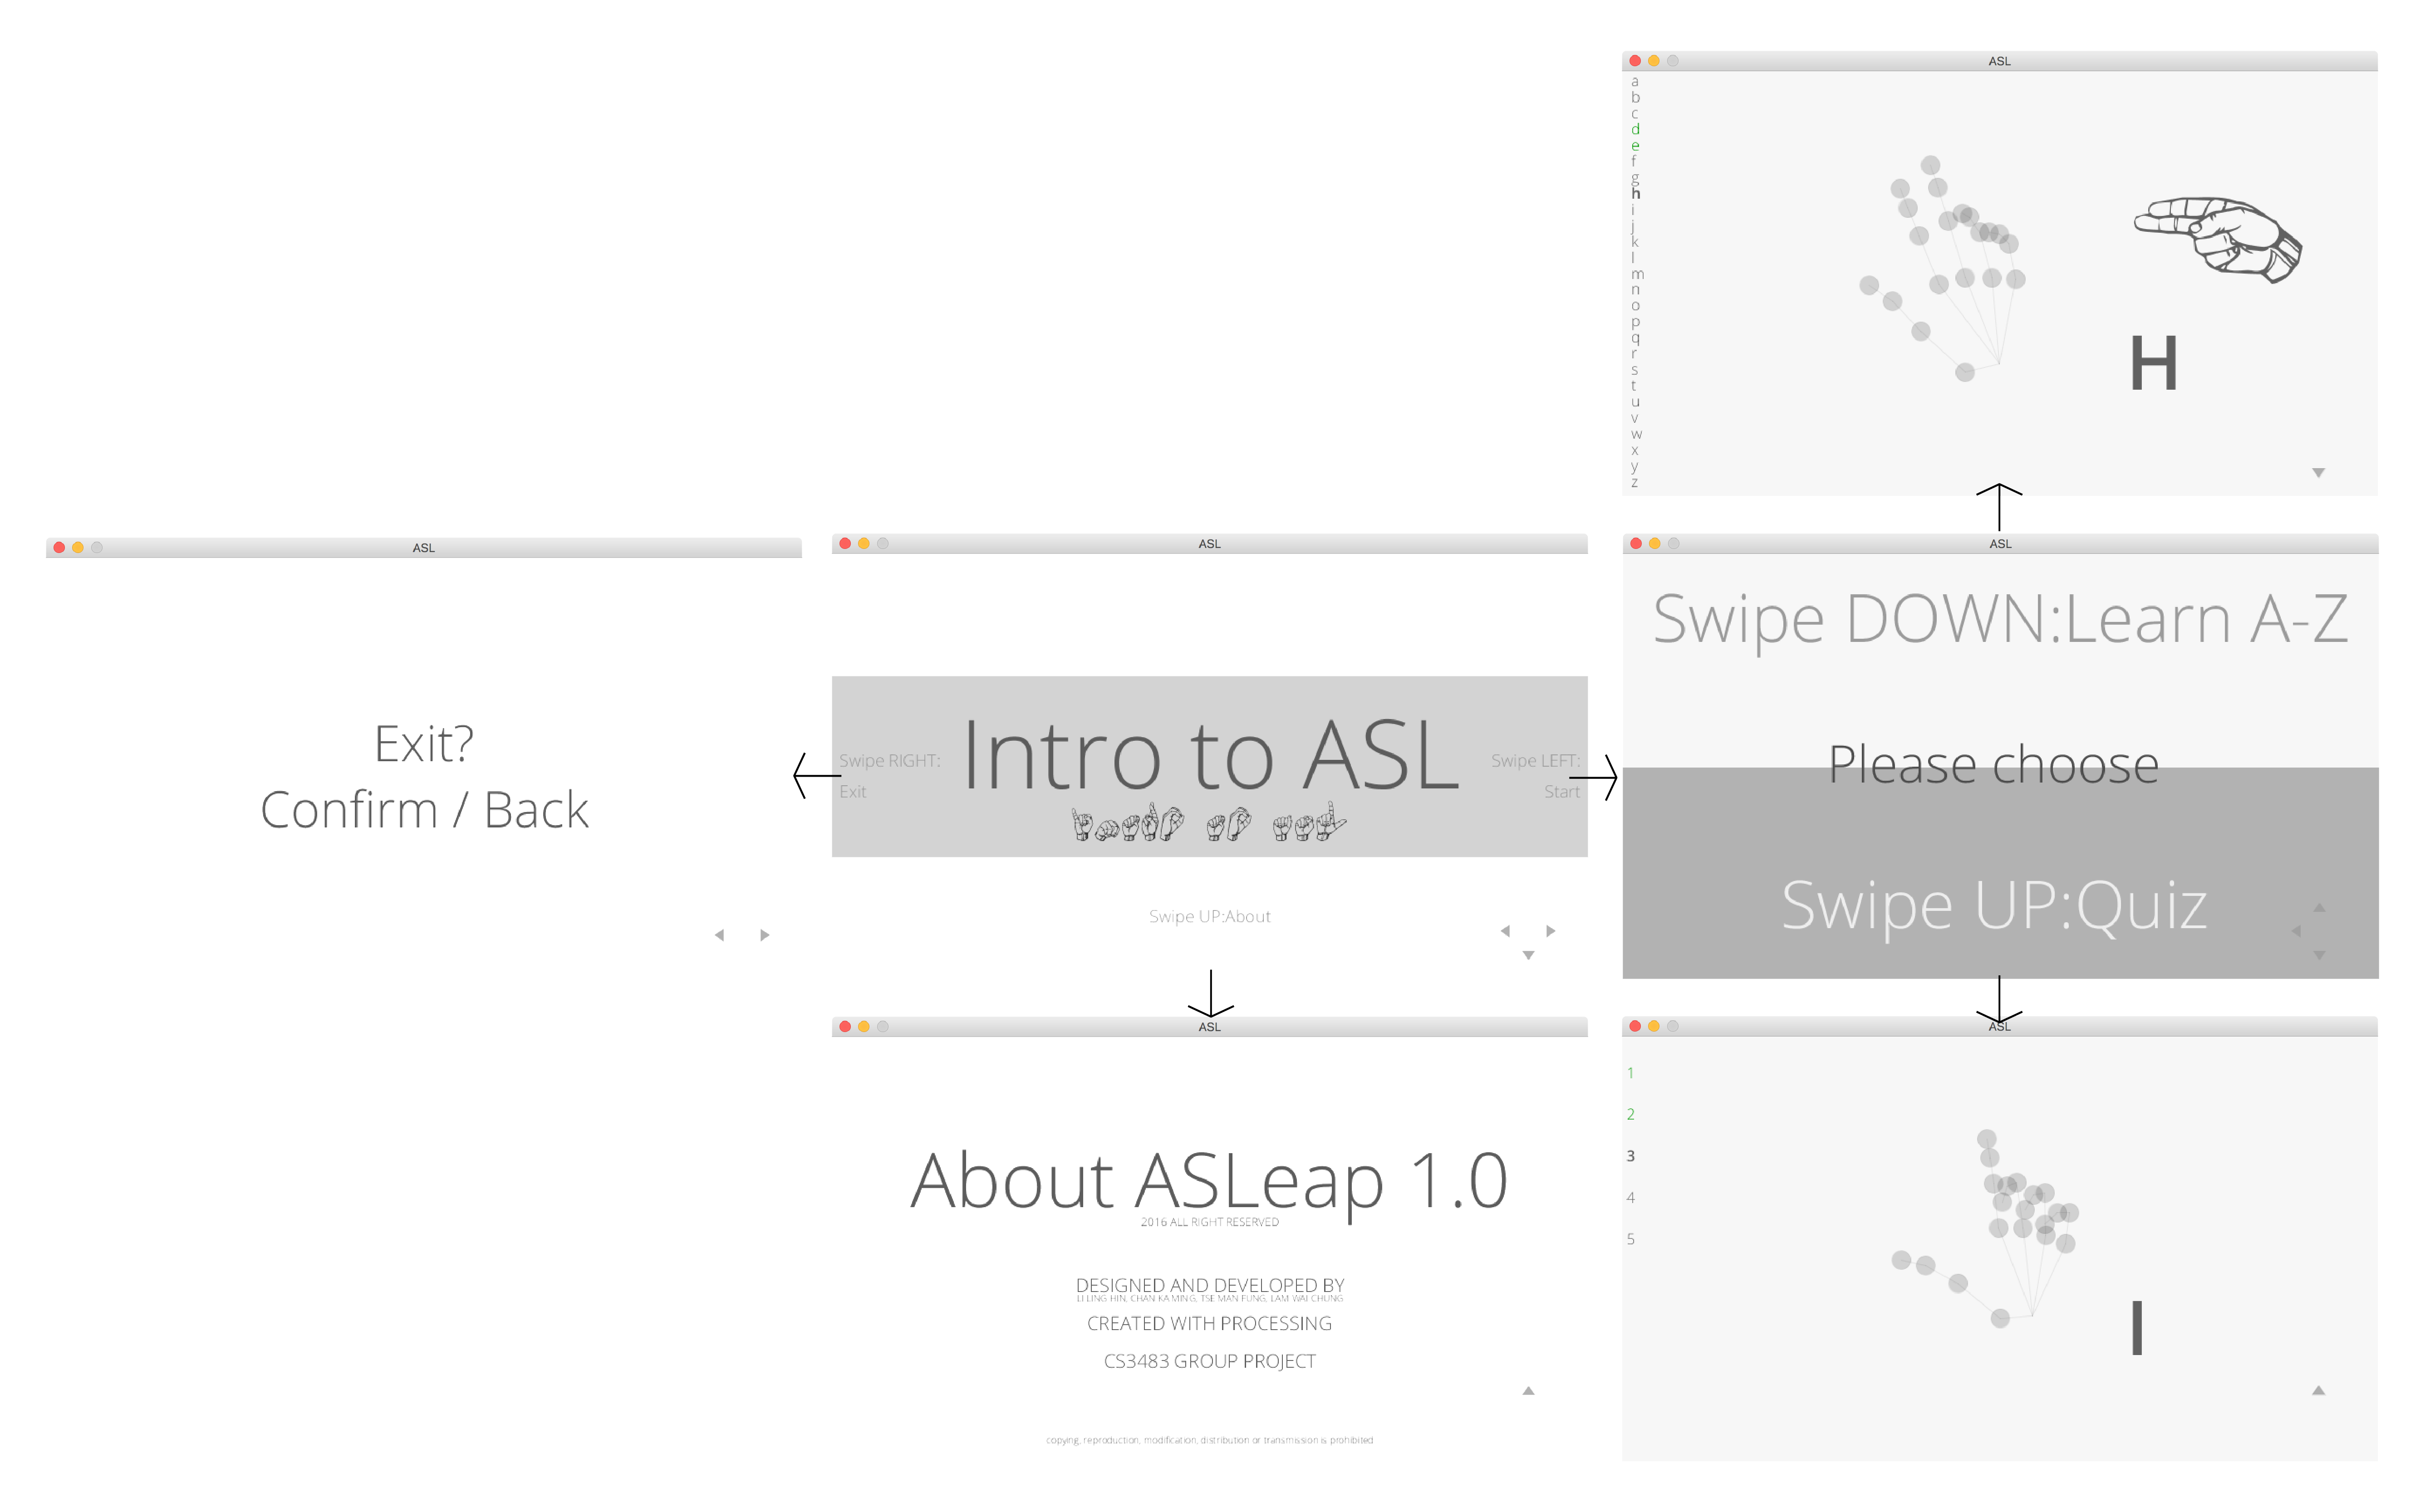 ASL
a
b
c
d
e
f
g
h
i
j
k
l
m
n
o
p
q
r
s
t
u
v
w
x
y
z
H
ASL
Exit?
Confirm / Back
ASL
Intro to ASL
Swipe RIGHT:
Exit
Swipe LEFT:
Start
Swipe UP:About
ASL
Swipe DOWN:Learn A-Z
Please choose
Swipe UP:Quiz
ASL
About ASLeap 1.0
2016 ALL RIGHT RESERVED
DESIGNED AND DEVELOPED BY
LI LING HIN, CHAN KA MING, TSE MAN FUNG, LAM WAI CHUNG
CREATED WITH PROCESSING
CS3483 GROUP PROJECT
copying, reproduction, modification, distribution or transmission is prohibited
ASL
1
2
3
4
5
I